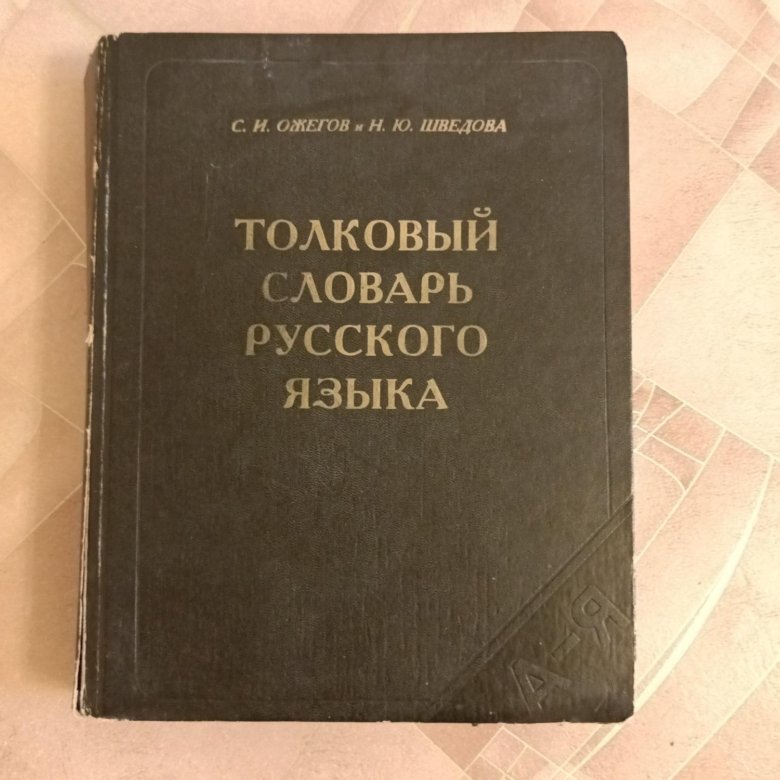 С. И. ОЖЕГОВ и Н. Ю. ШВЕДОВА
ТОЛКОВЫЙ
СЛОВАРЬ
РУССКОГО
ЯЗЫКА
А-Я